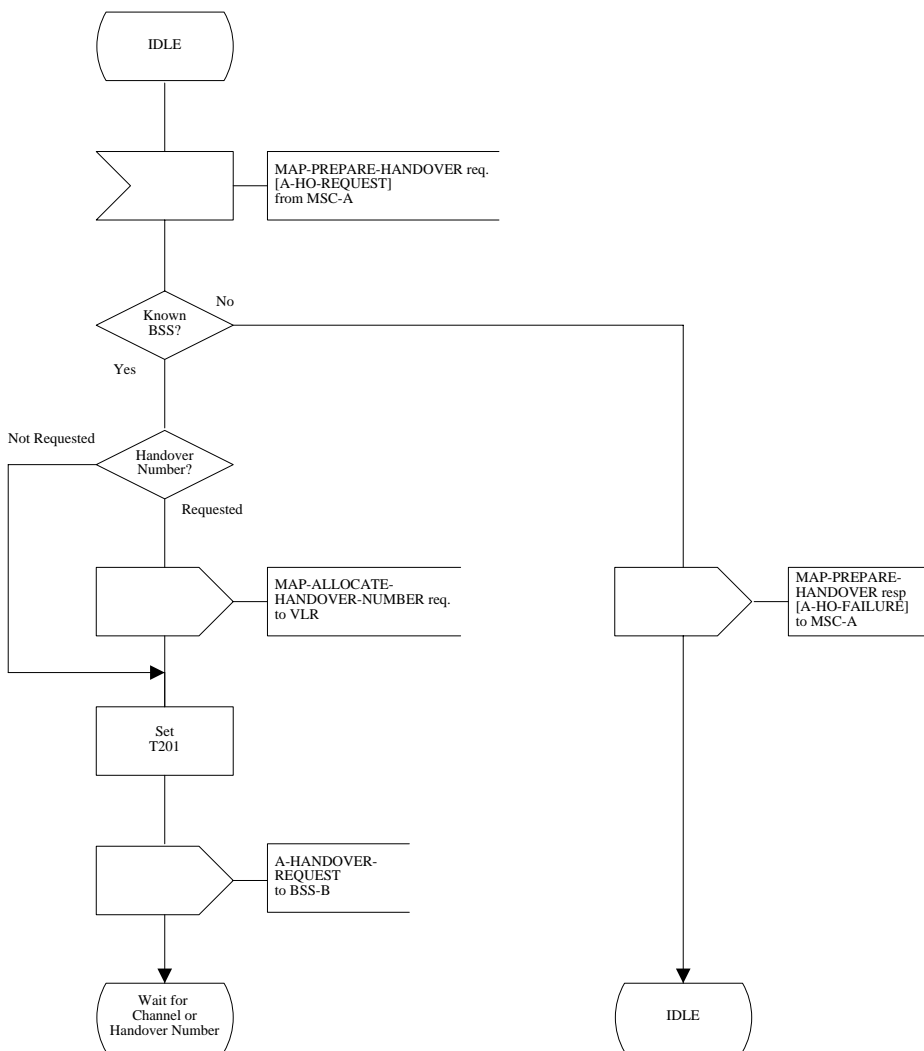 IDLE
MAP-PREPARE-HANDOVER req.
[A-HO-REQUEST]
from MSC-A
No
Known
BSS?
Yes
Not Requested
Handover
Number?
Requested
MAP-ALLOCATE-
HANDOVER-NUMBER req.
to VLR
MAP-PREPARE-
HANDOVER resp
[A-HO-FAILURE]
to MSC-A
Set
T201
A-HANDOVER-
REQUEST
to BSS-B
Wait for
Channel or
Handover Number
IDLE